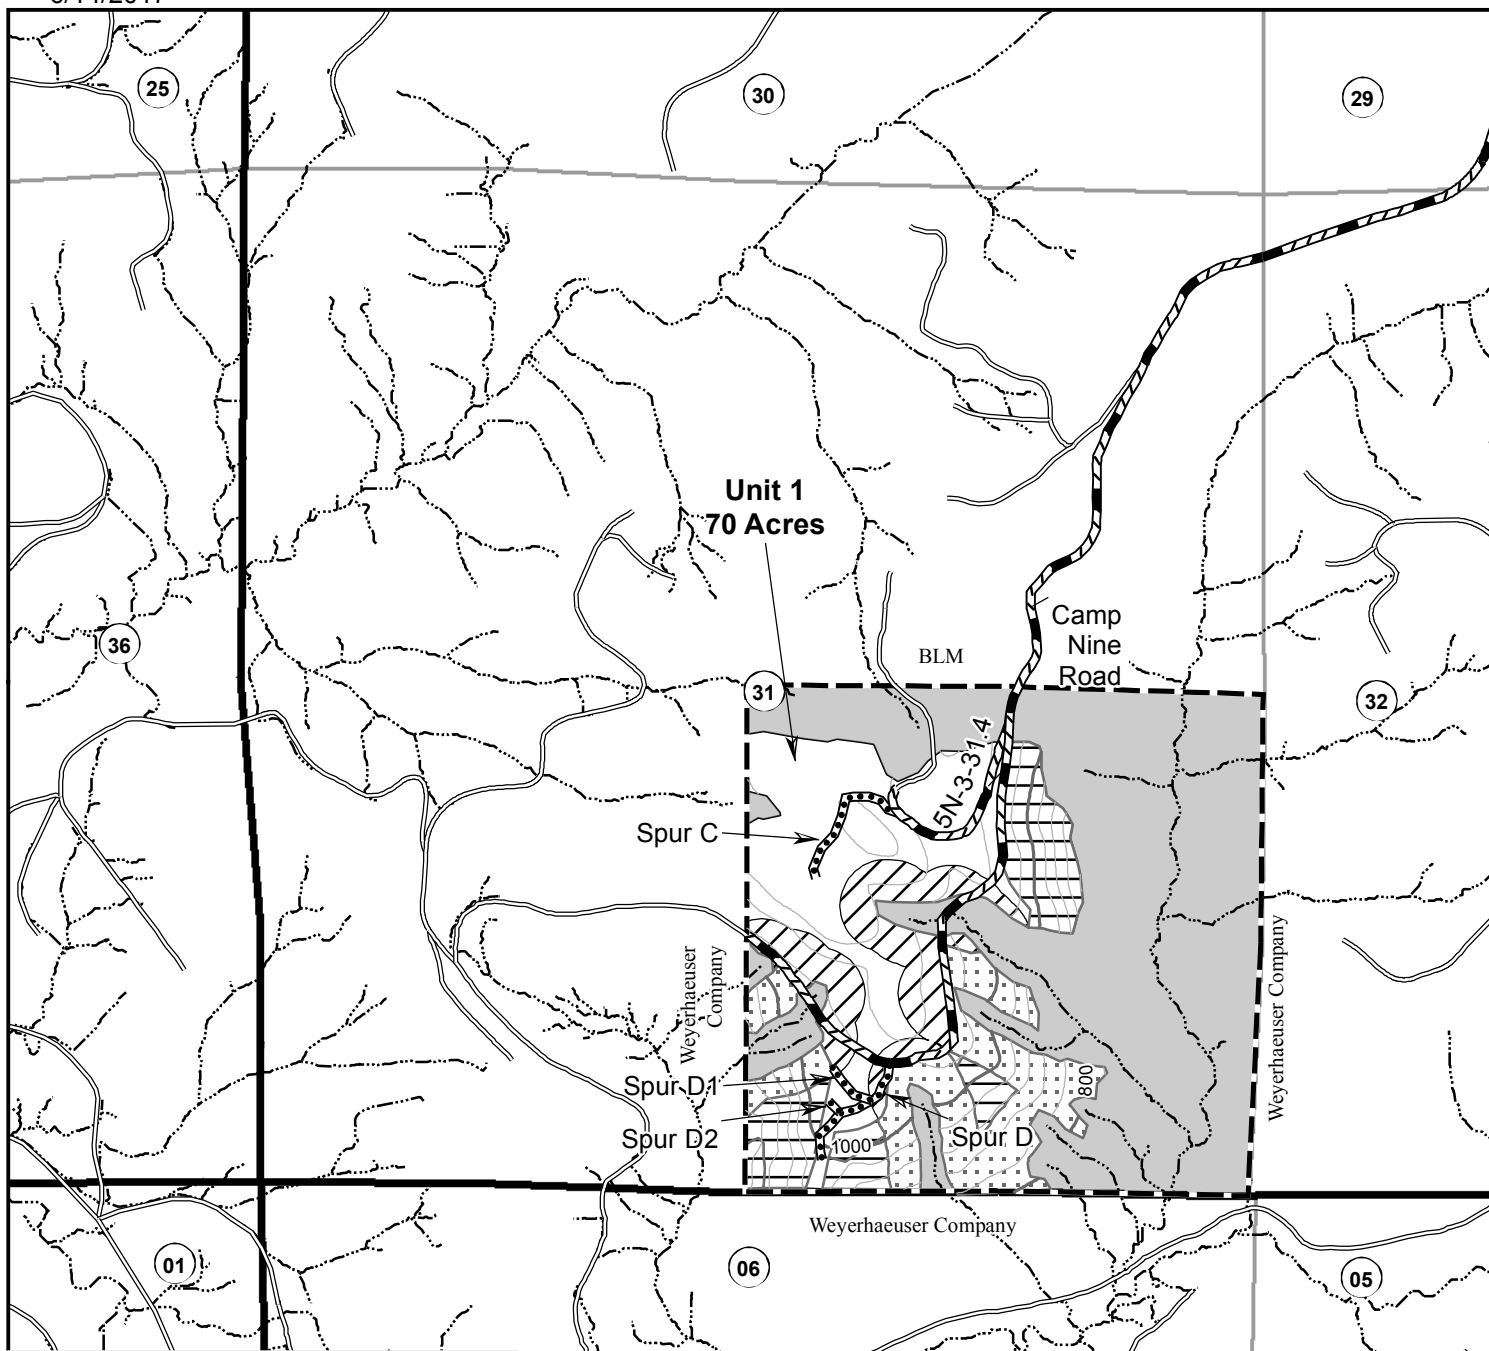 25
30
29
Unit 1
70 Acres
Camp
Nine
Road
36
BLM
31
32
5N-3-31.4
Spur C
Weyerhaeuser
Company
Weyerhaeuser Company
Spur D1
800
Spur D2
1000
Spur D
Weyerhaeuser Company
01
06
05